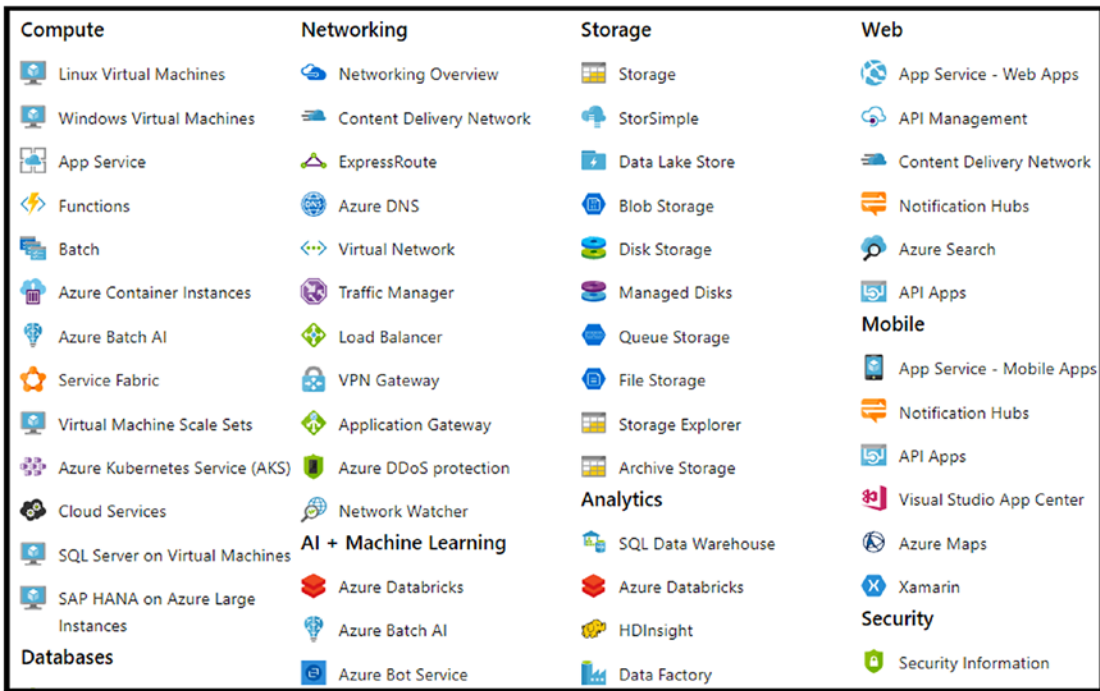 Compute
Linux Virtual Machines
Windows Virtual Machines
App Service
Functions
Batch
Azure Container Instances
Azure Batch AI
Service Fabric
Virtual Machine Scale Sets
Azure Kubernetes Service (AKS)
Cloud Services
SQL Server on Virtual Machines
SAP HANA on Azure Large
Instances
Databases
Networking
Networking Overview
Content Delivery Network
ExpressRoute
DNS
Azure DNS
Virtual Network
Traffic Manager
Load Balancer
VPN Gateway
Application Gateway
Azure DDoS protection
Network Watcher
AI + Machine Learning
Azure Databricks
Azure Batch AI
Azure Bot Service
Storage
Storage
StorSimple
Data Lake Store
Blob Storage
Disk Storage
Managed Disks
Queue Storage
File Storage
Storage Explorer
Archive Storage
Analytics
SQL Data Warehouse
Azure Databricks
HDInsight
Data Factory
Web
App Service - Web Apps
API Management
Content Delivery Network
Notification Hubs
Azure Search
API Apps
Mobile
App Service - Mobile Apps
Notification Hubs
API Apps
Visual Studio App Center
Azure Maps
Xamarin
Security
Security Information